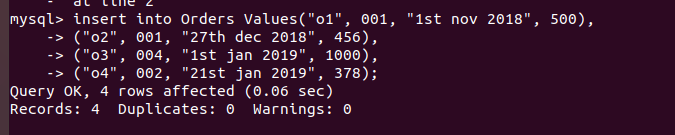 - at line 2
mysql> insert into Orders Values("o1", 001, "1st nov 2018", 500),
-> ("o2", 001, "27th dec 2018", 456),
-> ("o3", 004, "1st jan 2019", 1000),
-> ("o4", 002, "21st jan 2019", 378);
Query OK, 4 rows affected (0.06 sec)
Records: 4  Duplicates: 0  Warnings: 0